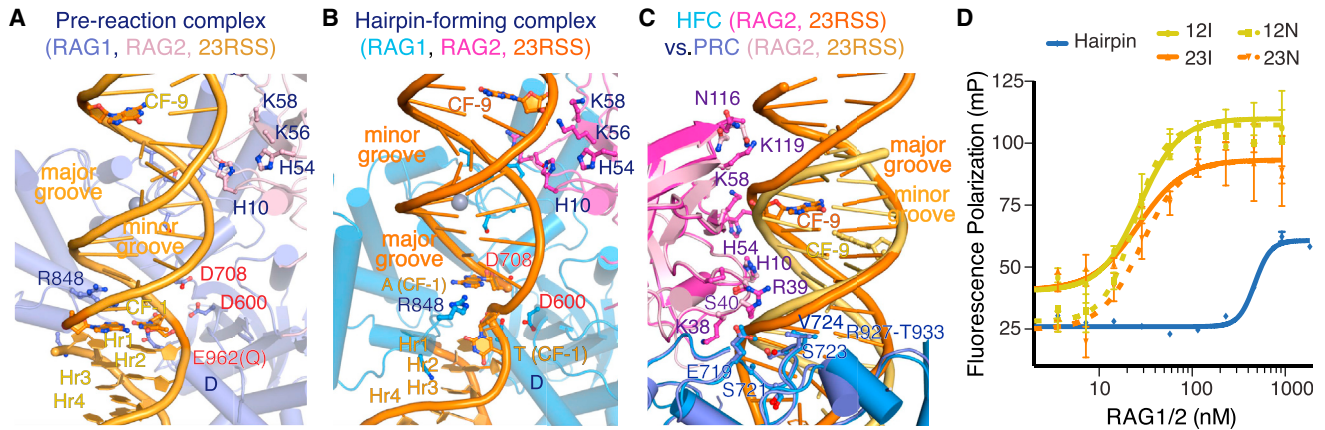 A
Pre-reaction complex
(RAG1, RAG2, 23RSS)
CF-9
K58
K56
H54
H10
major
groove
minor
groove
R848
D708
D600
CF-1
Hr1
Hr2
Hr3
Hr4
E962(Q)
D
B
Hairpin-forming complex
(RAG1, RAG2, 23RSS)
CF-9
K58
K56
H54
H10
minor
groove
major
groove
D708
A (CF-1)
R848
D600
Hr1
Hr2
Hr3
Hr4
T (CF-1)
D
C
HFC (RAG2, 23RSS)
vs.PRC (RAG2, 23RSS)
N116
K119
major
groove
K58
minor
groove
CF-9
H54
CF-9
H10
R39
S40
K38
V724
R927-T933
S723
E719
S721
D
Hairpin
12I
12N
23I
23N
Fluorescence Polarization (mP)
125
100
75
50
25
10
100
1000
RAG1/2 (nM)